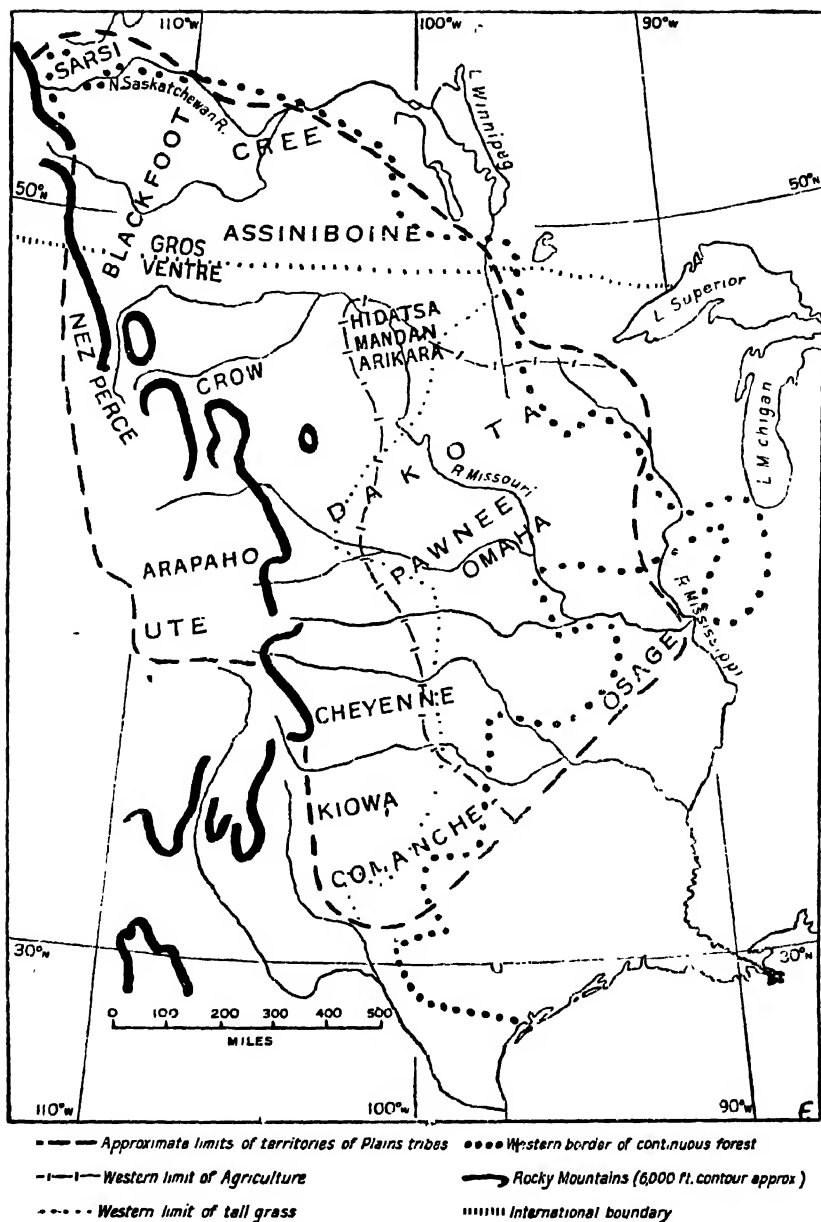 110°W
100°W
90°W
SARSI
N.Saskatchewan R.
L Winnipeg
CREE
BLACKFOOT
50°N
50°N
ASSINIBOINE
GROS
VENTRE
L Superior
HIDATSA
MANDAN
ARIKARA
NEZ PERCE
CROW
L Mchigan
DAKOTA
R Missouri
PAWNEE
OMAHA
ARAPAHO
UTE
R Mississippi
OSAGE
CHEYENNE
KIOWA
COMANCHE
30°N
30°N
0 100 200 300 400 500
MILES
110°W
100°W
90°W
Approximate limits of territories of Plains tribes
Western border of continuous forest
Western limit of Agriculture
Rocky Mountains (6,000 ft. contour approx)
Western limit of tall grass
International boundary